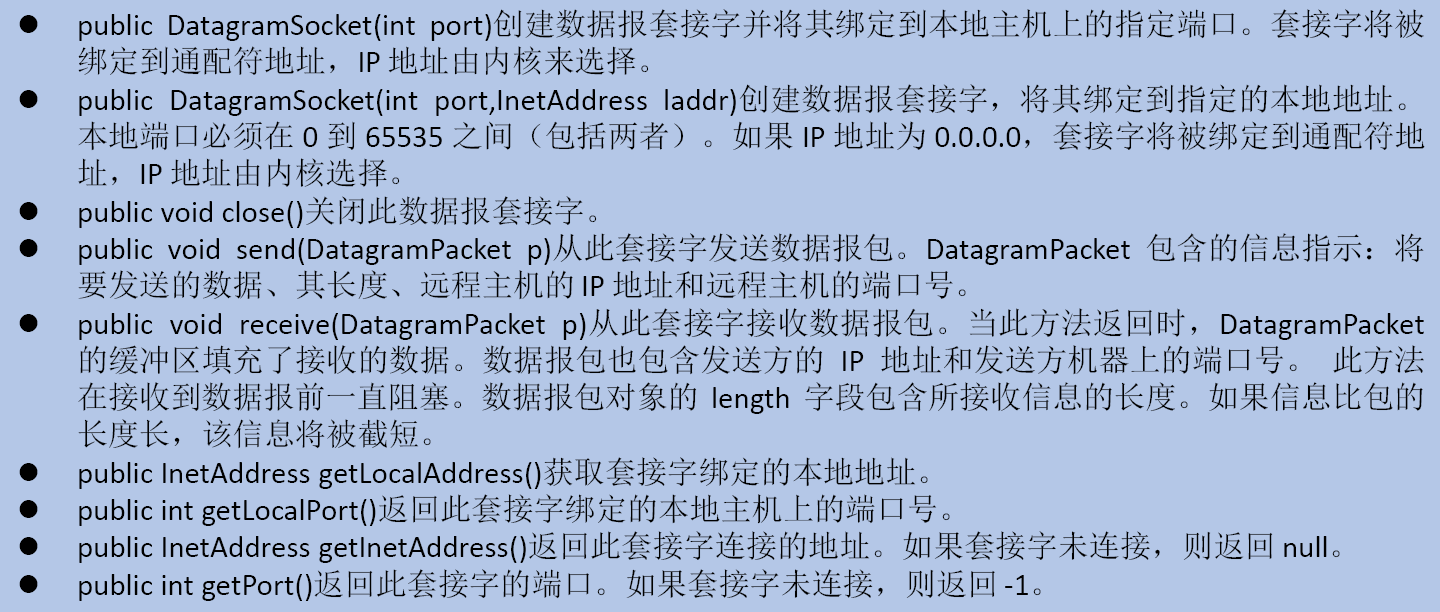 ● public DatagramSocket(int port)创建数据报套接字并将其绑定到本地主机上的指定端口。套接字将被
绑定到通配符地址，IP 地址由内核来选择。
● public DatagramSocket(int port,InetAddress laddr)创建数据报套接字，将其绑定到指定的本地地址。
本地端口必须在 0 到 65535 之间（包括两者）。如果 IP 地址为 0.0.0.0，套接字将被绑定到通配符地
址，IP 地址由内核选择。
● public void close()关闭此数据报套接字。
● public void send(DatagramPacket p)从此套接字发送数据报包。DatagramPacket 包含的信息指示：将
要发送的数据、其长度、远程主机的 IP 地址和远程主机的端口号。
● public void receive(DatagramPacket p)从此套接字接收数据报包。当此方法返回时，DatagramPacket
的缓冲区填充了接收的数据。数据报包也包含发送方的 IP 地址和发送方机器上的端口号。 此方法
在接收到数据报前一直阻塞。数据报包对象的 length 字段包含所接收信息的长度。如果信息比包的
长度长，该信息将被截短。
● public InetAddress getLocalAddress()获取套接字绑定的本地地址。
● public int getLocalPort()返回此套接字绑定的本地主机上的端口号。
● public InetAddress getInetAddress()返回此套接字连接的地址。如果套接字未连接，则返回 null。
● public int getPort()返回此套接字的端口。如果套接字未连接，则返回 -1。